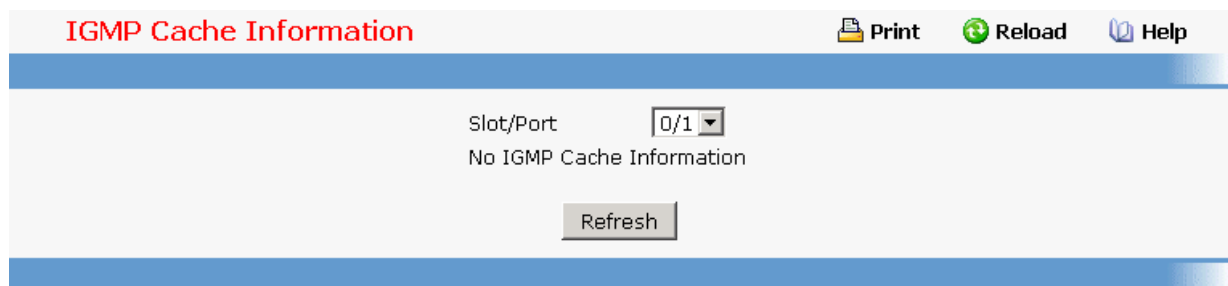 IGMP Cache Information Print Reload Help
Slot/Port 0/1
No IGMP Cache Information
Refresh